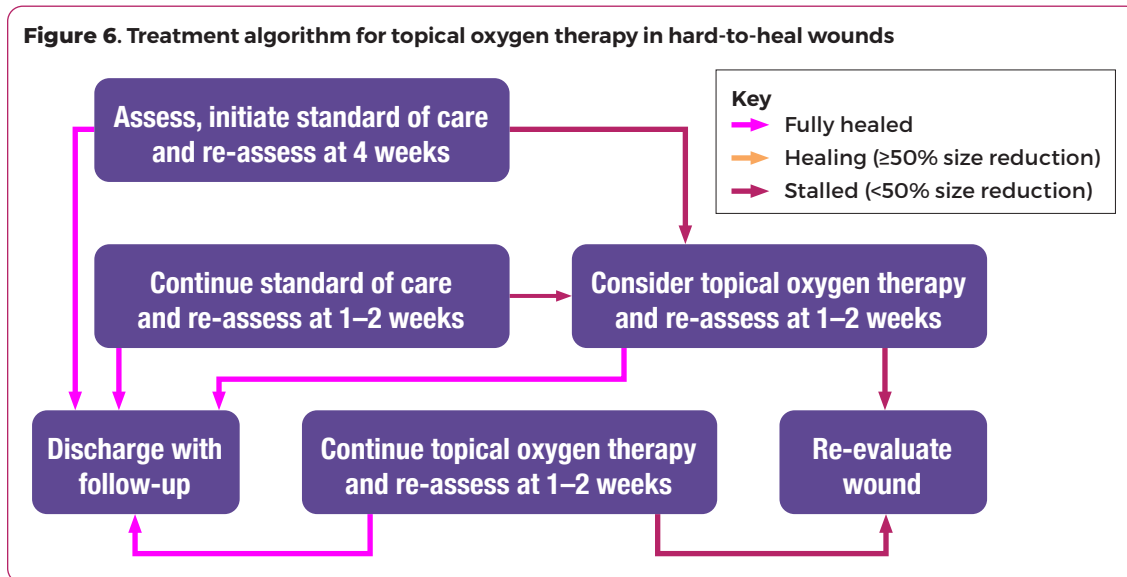 Figure 6. Treatment algorithm for topical oxygen therapy in hard-to-heal wounds
Key
Fully healed
Healing (≥50% size reduction)
Stalled (<50% size reduction)
Assess, initiate standard of care
and re-assess at 4 weeks
Continue standard of care
and re-assess at 1–2 weeks
Consider topical oxygen therapy
and re-assess at 1–2 weeks
Discharge with
follow-up
Continue topical oxygen therapy
and re-assess at 1–2 weeks
Re-evaluate
wound